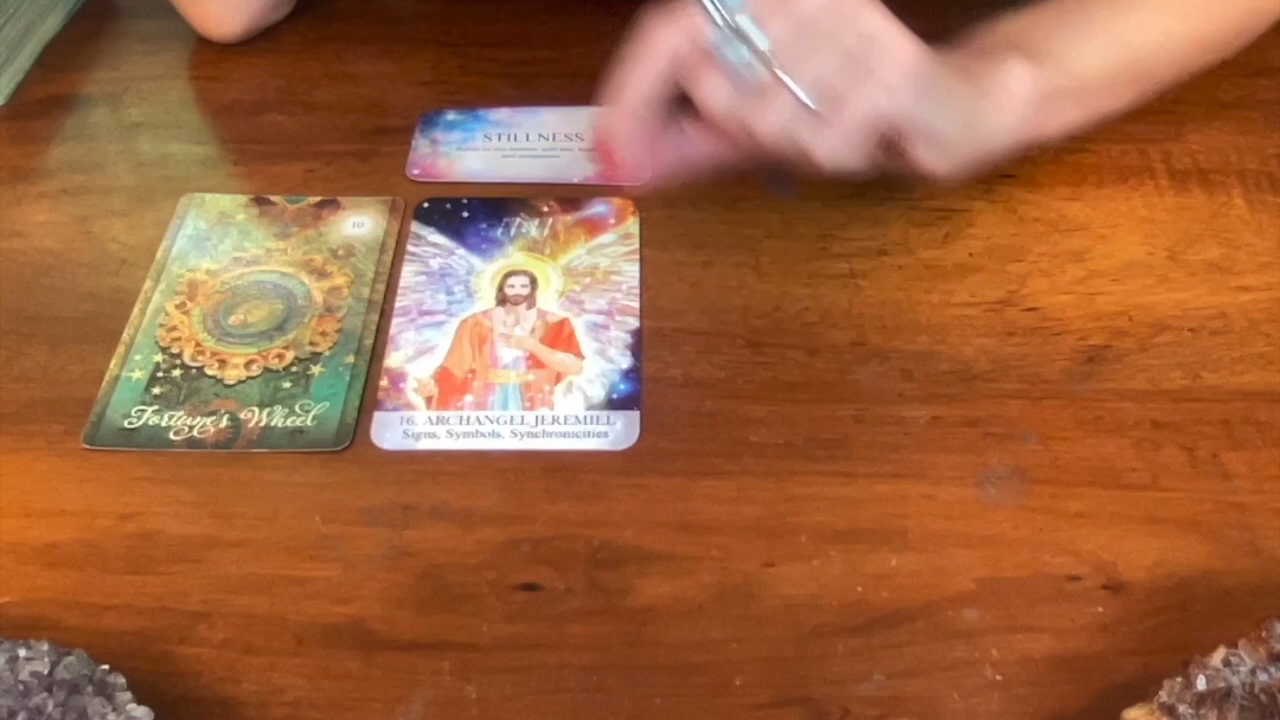 STILLNESS
10
Fortune's Wheel
16. ARCHANGEL JEREMIEL
Signs, Symbols, Synchronicities